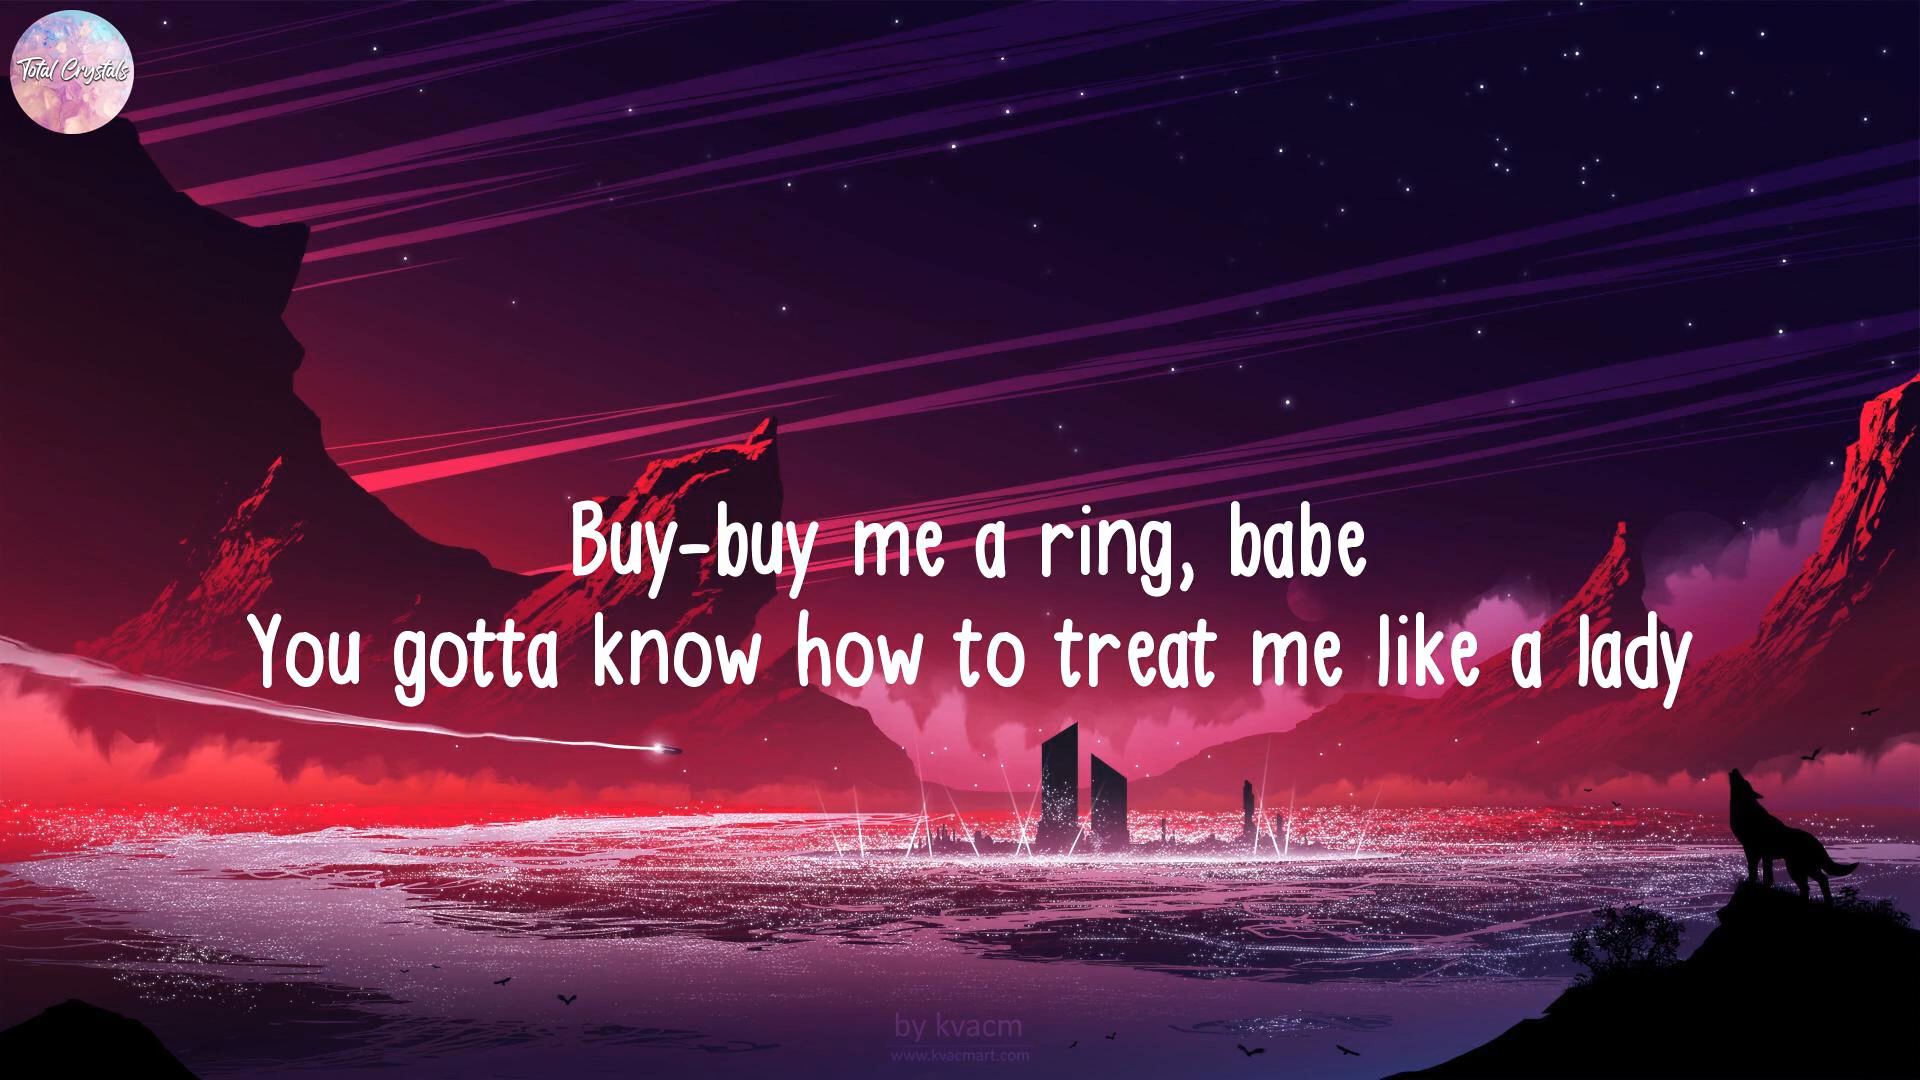 Total Crystals
Buy-buy me a ring, babe
You gotta know how to treat me like a lady
by kvacm
www.kvacmart.com